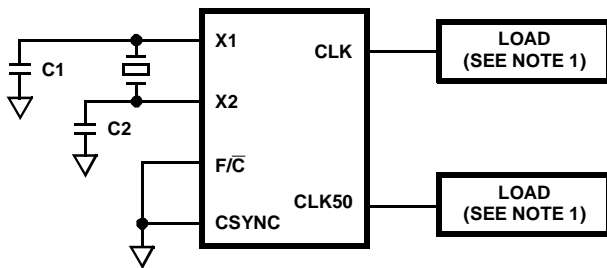 X1
CLK
LOAD
(SEE NOTE 1)
C1
X2
C2
F/C̅
CLK50
LOAD
(SEE NOTE 1)
CSYNC